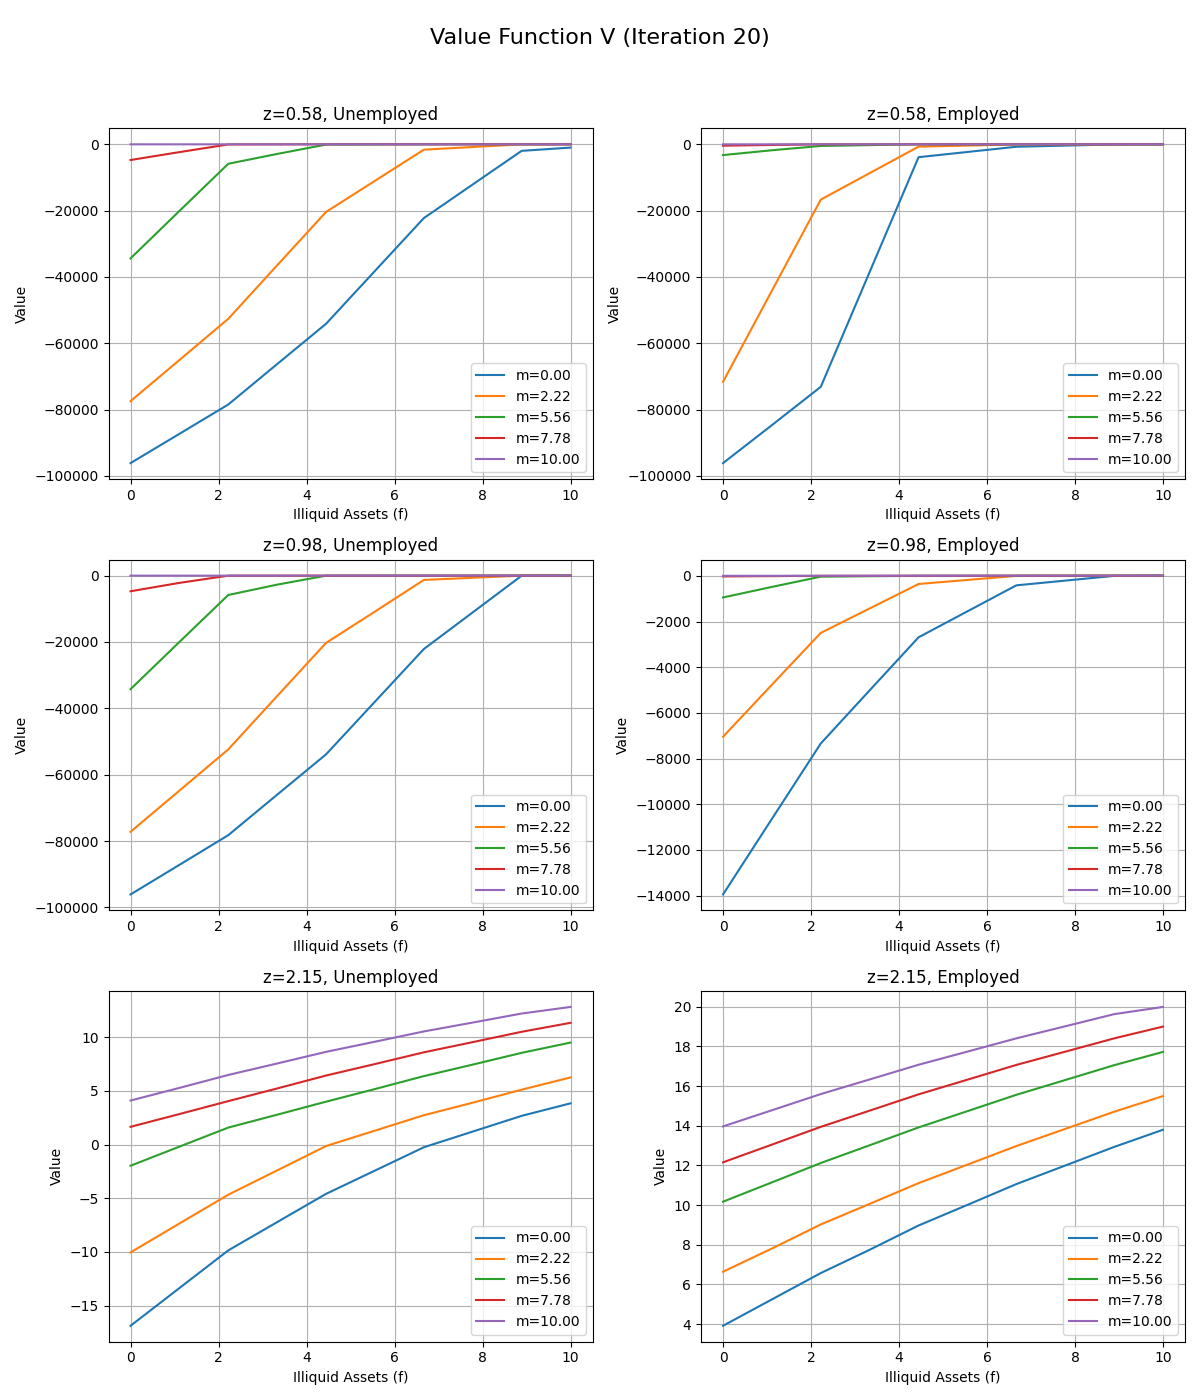 Value Function V (Iteration 20)
z=0.58, Unemployed
0
−20000
−40000
−60000
−80000
−100000
Value
0 2 4 6 8 10
Illiquid Assets (f)
m=0.00
m=2.22
m=5.56
m=7.78
m=10.00
z=0.58, Employed
0
−20000
−40000
−60000
−80000
−100000
Value
0 2 4 6 8 10
Illiquid Assets (f)
m=0.00
m=2.22
m=5.56
m=7.78
m=10.00
z=0.98, Unemployed
0
−20000
−40000
−60000
−80000
−100000
Value
0 2 4 6 8 10
Illiquid Assets (f)
m=0.00
m=2.22
m=5.56
m=7.78
m=10.00
z=0.98, Employed
0
−2000
−4000
−6000
−8000
−10000
−12000
−14000
Value
0 2 4 6 8 10
Illiquid Assets (f)
m=0.00
m=2.22
m=5.56
m=7.78
m=10.00
z=2.15, Unemployed
10
5
0
−5
−10
−15
Value
0 2 4 6 8 10
Illiquid Assets (f)
m=0.00
m=2.22
m=5.56
m=7.78
m=10.00
z=2.15, Employed
20
18
16
14
12
10
8
6
4
Value
0 2 4 6 8 10
Illiquid Assets (f)
m=0.00
m=2.22
m=5.56
m=7.78
m=10.00